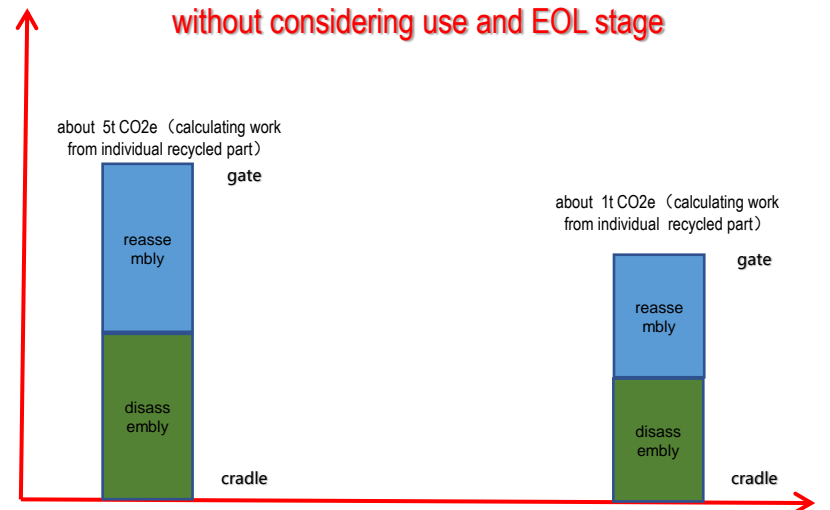 without considering use and EOL stage
about 5t CO2e（calculating work
from individual recycled part）
gate
reasse
mbly
disass
embly
cradle
about 1t CO2e（calculating work
from individual recycled part）
gate
reasse
mbly
disass
embly
cradle